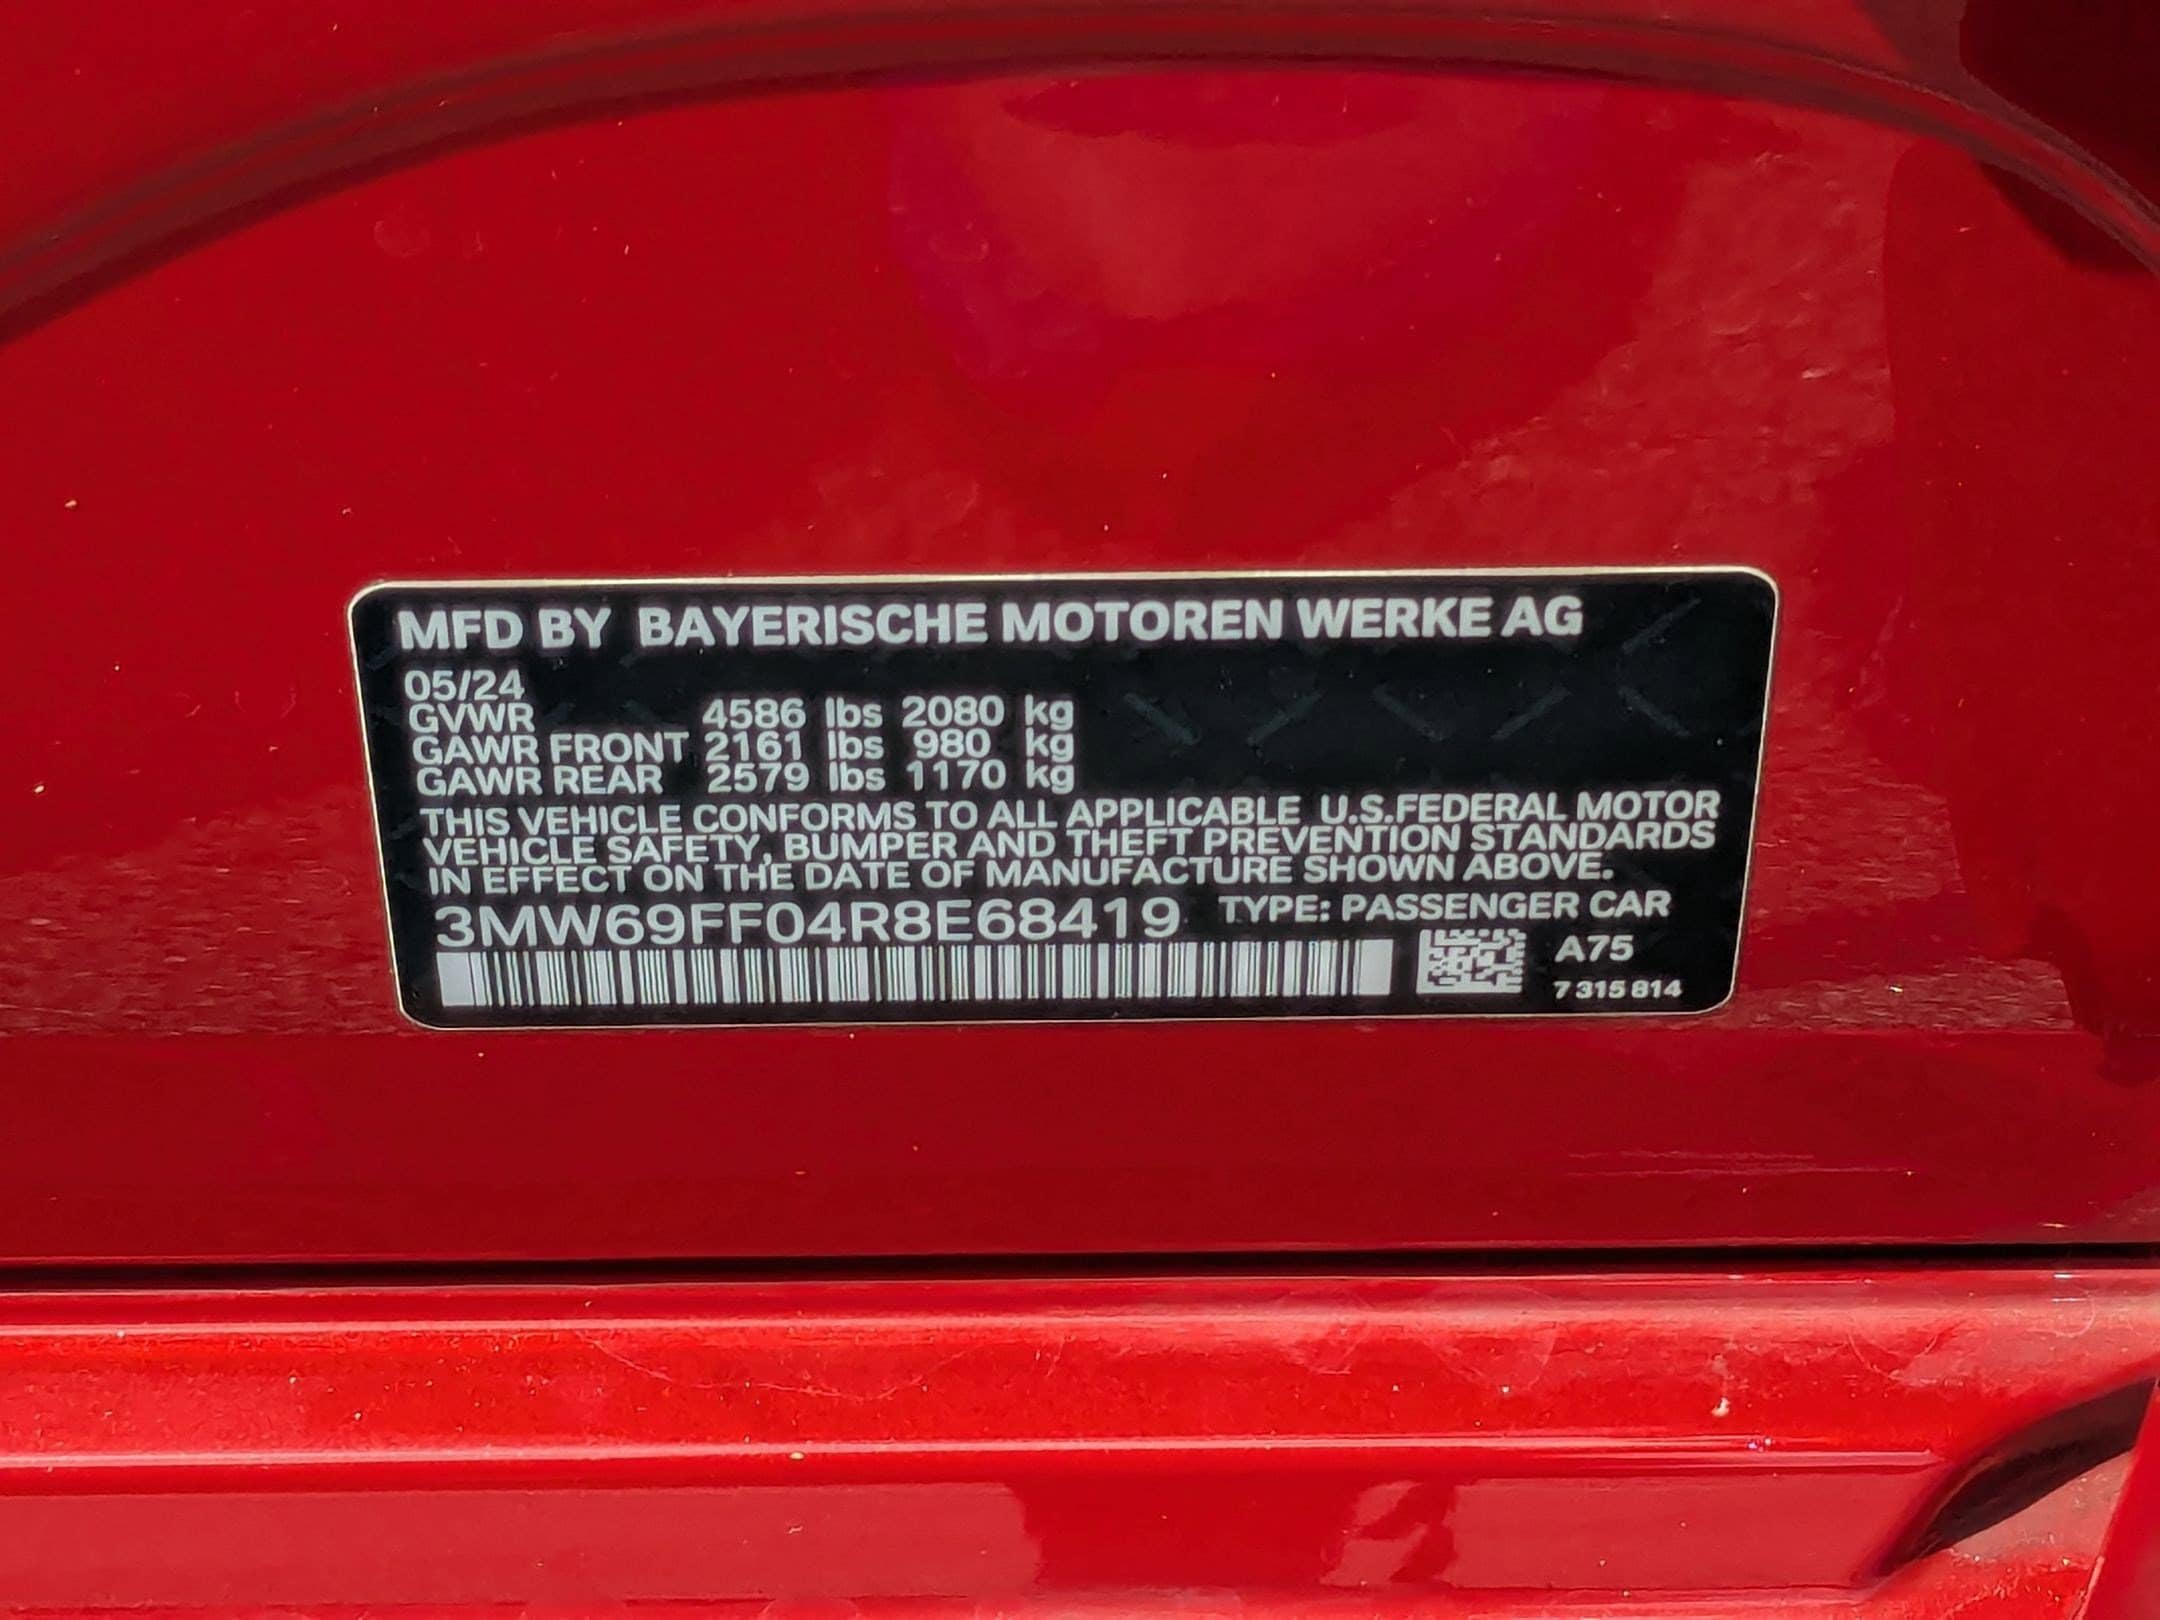 MFD BY BAYERISCHE MOTOREN WERKE AG
05/24
GVWR 4586 lbs 2080 kg
GAWR FRONT 2161 lbs 980 kg
GAWR REAR 2579 lbs 1170 kg
THIS VEHICLE CONFORMS TO ALL APPLICABLE U.S.FEDERAL MOTOR
VEHICLE SAFETY, BUMPER AND THEFT PREVENTION STANDARDS
IN EFFECT ON THE DATE OF MANUFACTURE SHOWN ABOVE.
3MW69FF04R8E68419 TYPE: PASSENGER CAR
A75
7 315 814